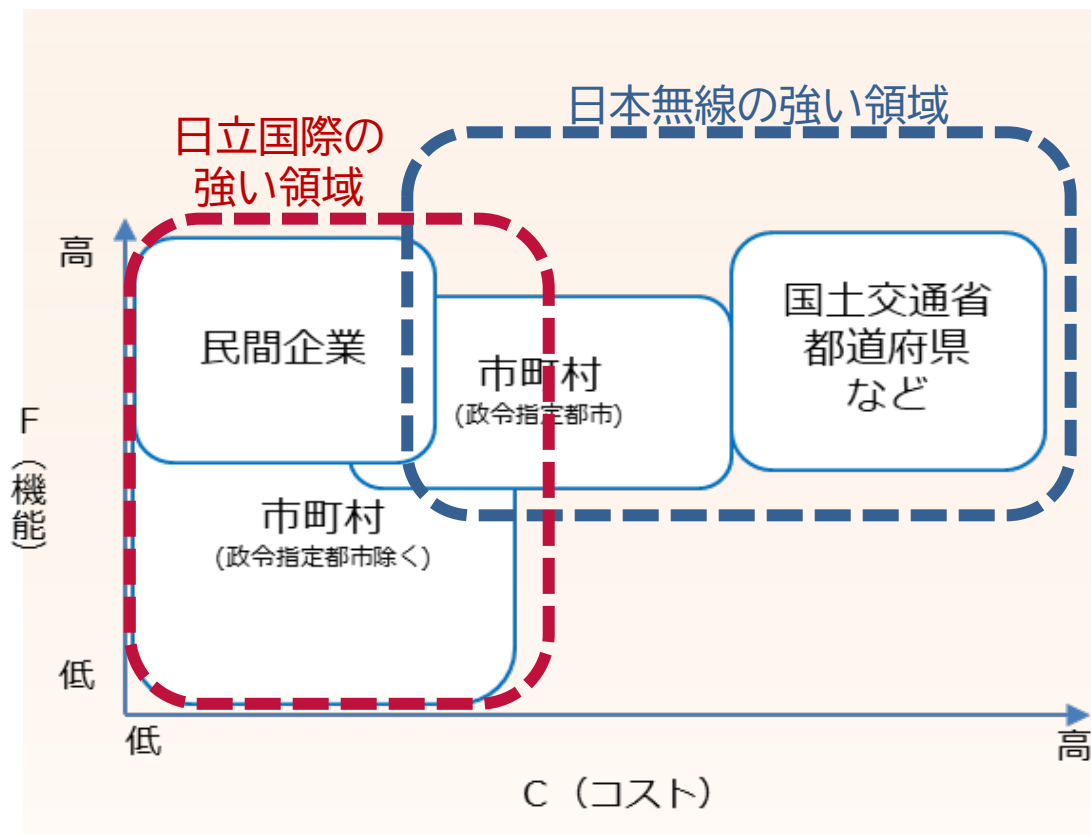 日本無線の強い領域
日立国際の
強い領域
高
民間企業
市町村
(政令指定都市)
国土交通省
都道府県
など
F(機能)
市町村
(政令指定都市除く)
低
低
高
C(コスト)